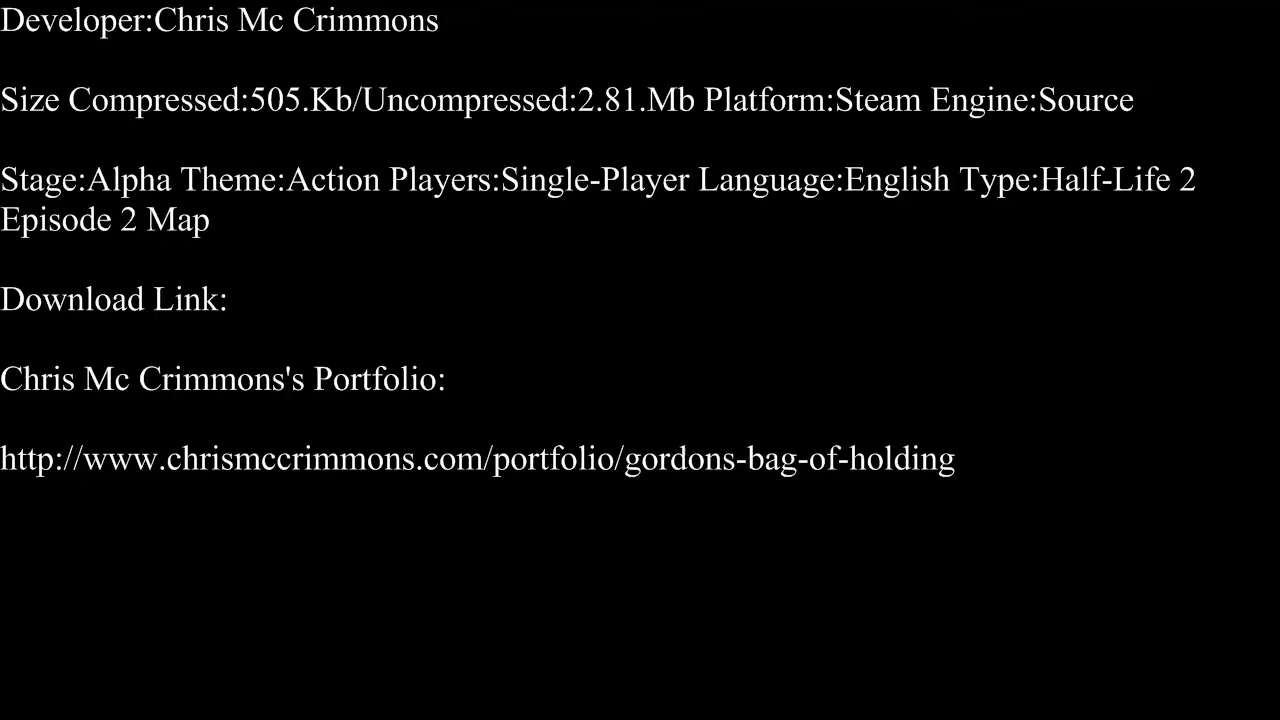 Developer:Chris Mc Crimmons
Size Compressed:505.Kb/Uncompressed:2.81.Mb Platform:Steam Engine:Source
Stage:Alpha Theme:Action Players:Single-Player Language:English Type:Half-Life 2
Episode 2 Map
Download Link:
Chris Mc Crimmons's Portfolio:
http://www.chrismccrimmons.com/portfolio/gordons-bag-of-holding